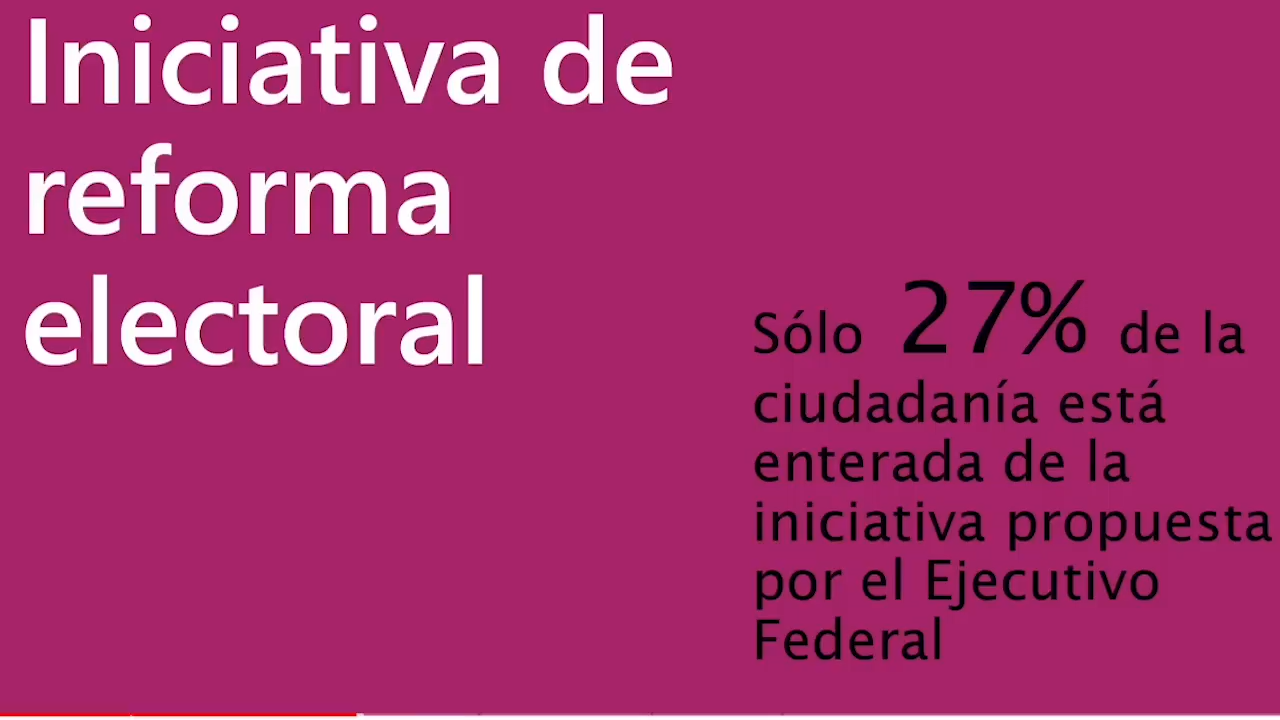 Iniciativa de
reforma
electoral
Sólo 27% de la
ciudadanía está
enterada de la
iniciativa propuesta
por el Ejecutivo
Federal